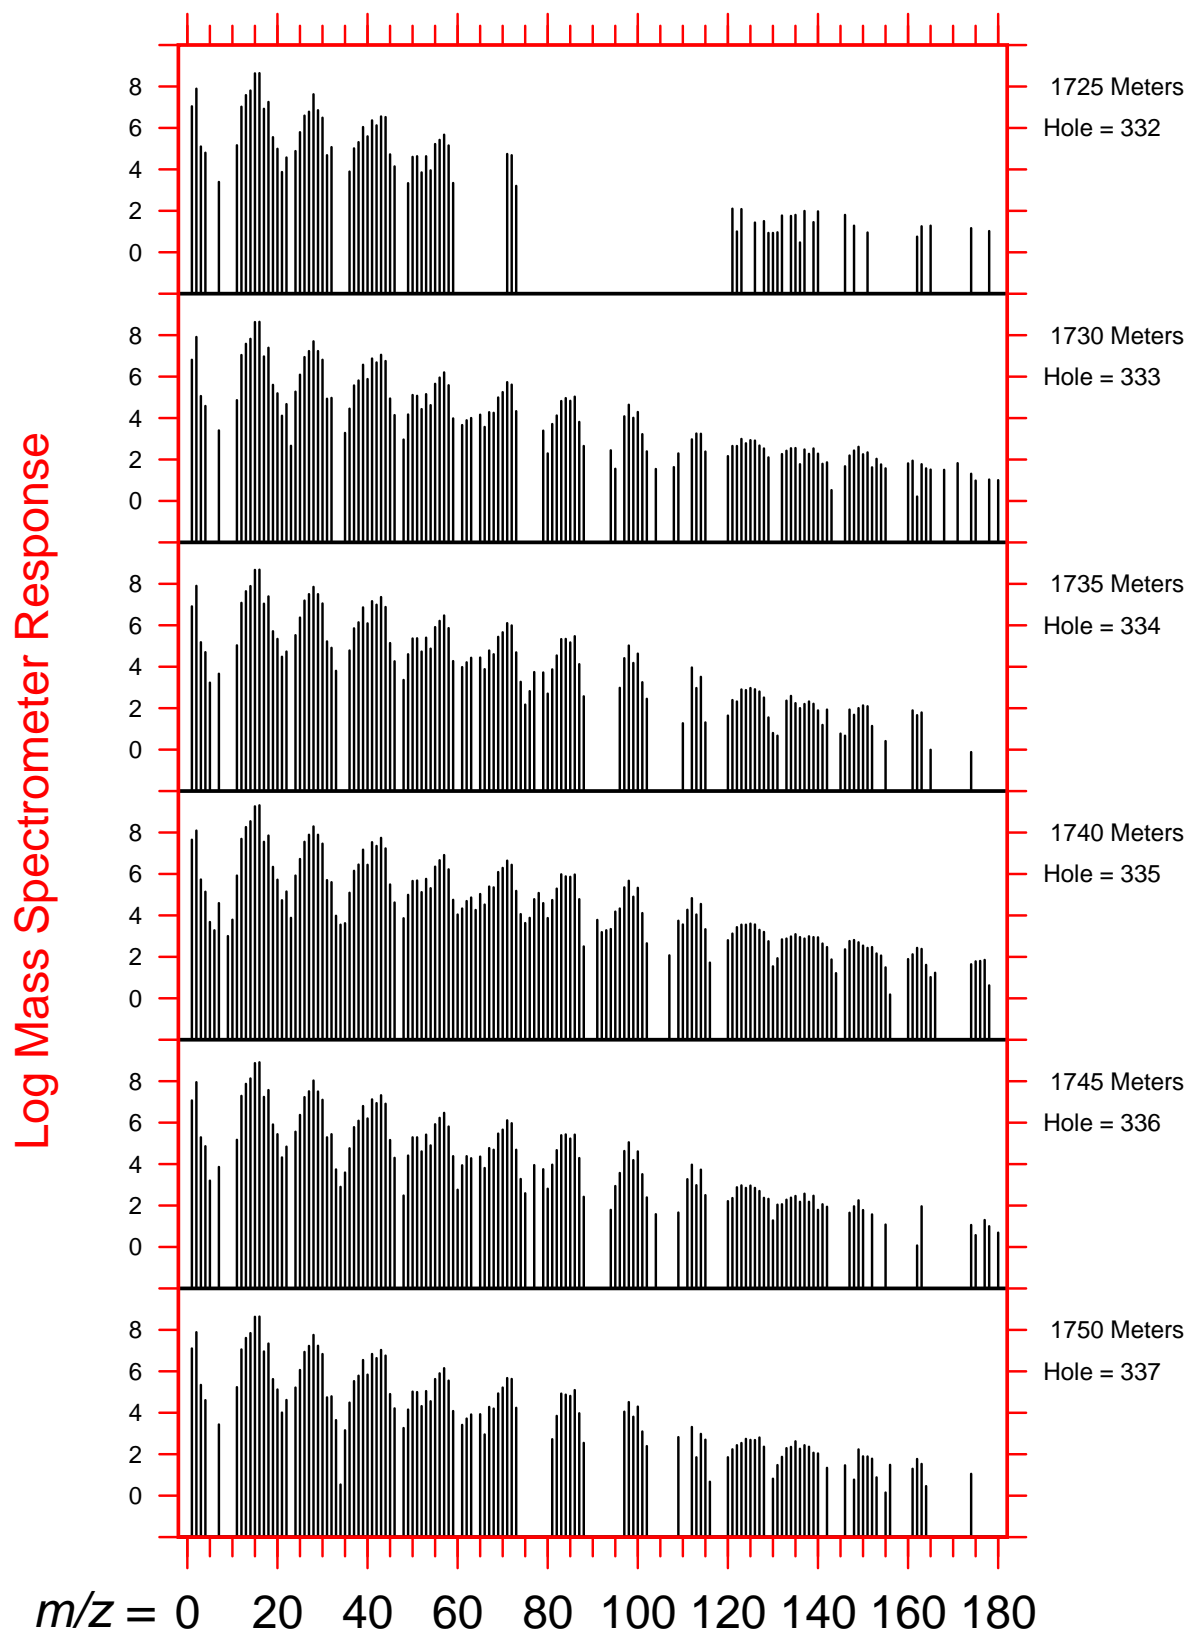 8 1725 Meters
6 Hole = 332
4
2
0
8 1730 Meters
6 Hole = 333
4
2
0
8 1735 Meters
6 Hole = 334
4
2
0
8 1740 Meters
6 Hole = 335
4
2
0
8 1745 Meters
6 Hole = 336
4
2
0
8 1750 Meters
6 Hole = 337
4
2
0
Log Mass Spectrometer Response
m/z = 0 20 40 60 80 100 120 140 160 180